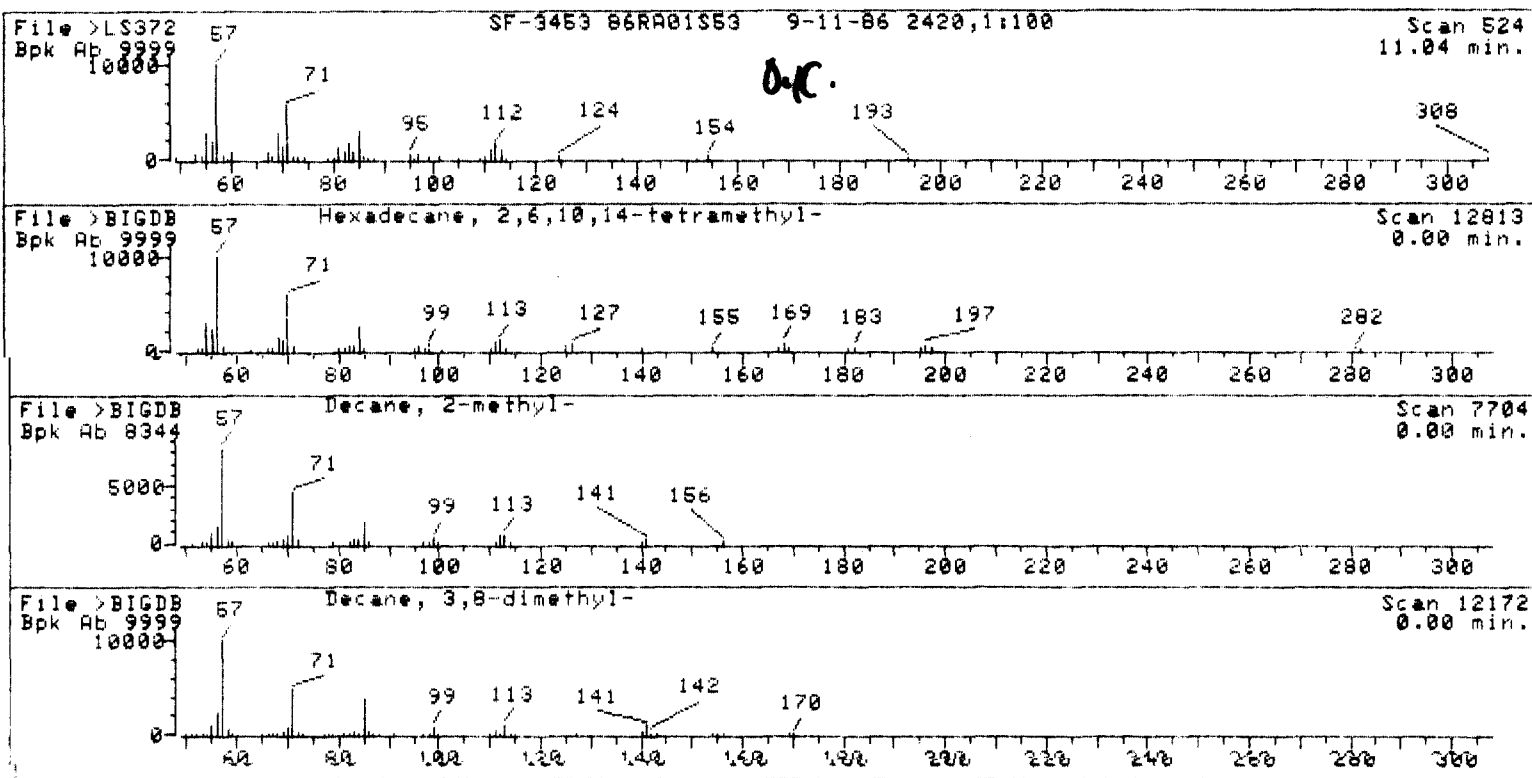 File >LS372 SF-3453 86RA01S53 9-11-86 2420,1:100 Scan 524
Bpk Ab 9999 11.04 min.
57
10000
71
95 112 124 154 193 308
0
60 80 100 120 140 160 180 200 220 240 260 280 300
File >BIGDB Hexadecane, 2,6,10,14-tetramethyl- Scan 12813
Bpk Ab 9999 0.00 min.
57
10000
71
99 113 127 155 169 183 197 282
0
60 80 100 120 140 160 180 200 220 240 260 280 300
File >BIGDB Decane, 2-methyl- Scan 7704
Bpk Ab 8344 0.00 min.
57
71
5000
99 113 141 156
0
60 80 100 120 140 160 180 200 220 240 260 280 300
File >BIGDB Decane, 3,8-dimethyl- Scan 12172
Bpk Ab 9999 0.00 min.
57
10000
71
99 113 141 142 170
0
60 80 100 120 140 160 180 200 220 240 260 280 300